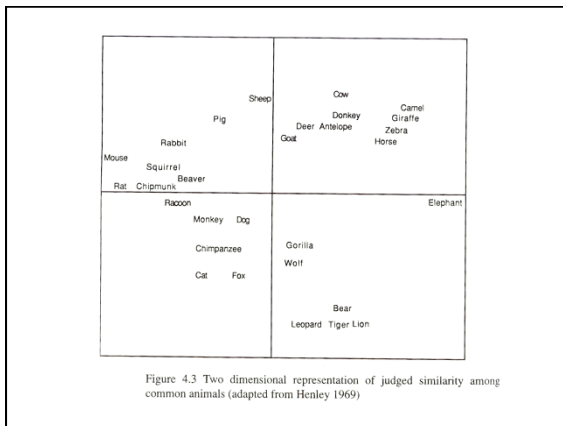 Sheep
Cow
Camel
Pig
Donkey
Giraffe
Deer Antelope
Zebra
Goat
Horse
Rabbit
Mouse
Squirrel
Beaver
Rat Chipmunk
Racoon
Elephant
Monkey Dog
Gorilla
Chimpanzee
Wolf
Cat Fox
Bear
Leopard Tiger Lion
Figure 4.3 Two dimensional representation of judged similarity among
common animals (adapted from Henley 1969)